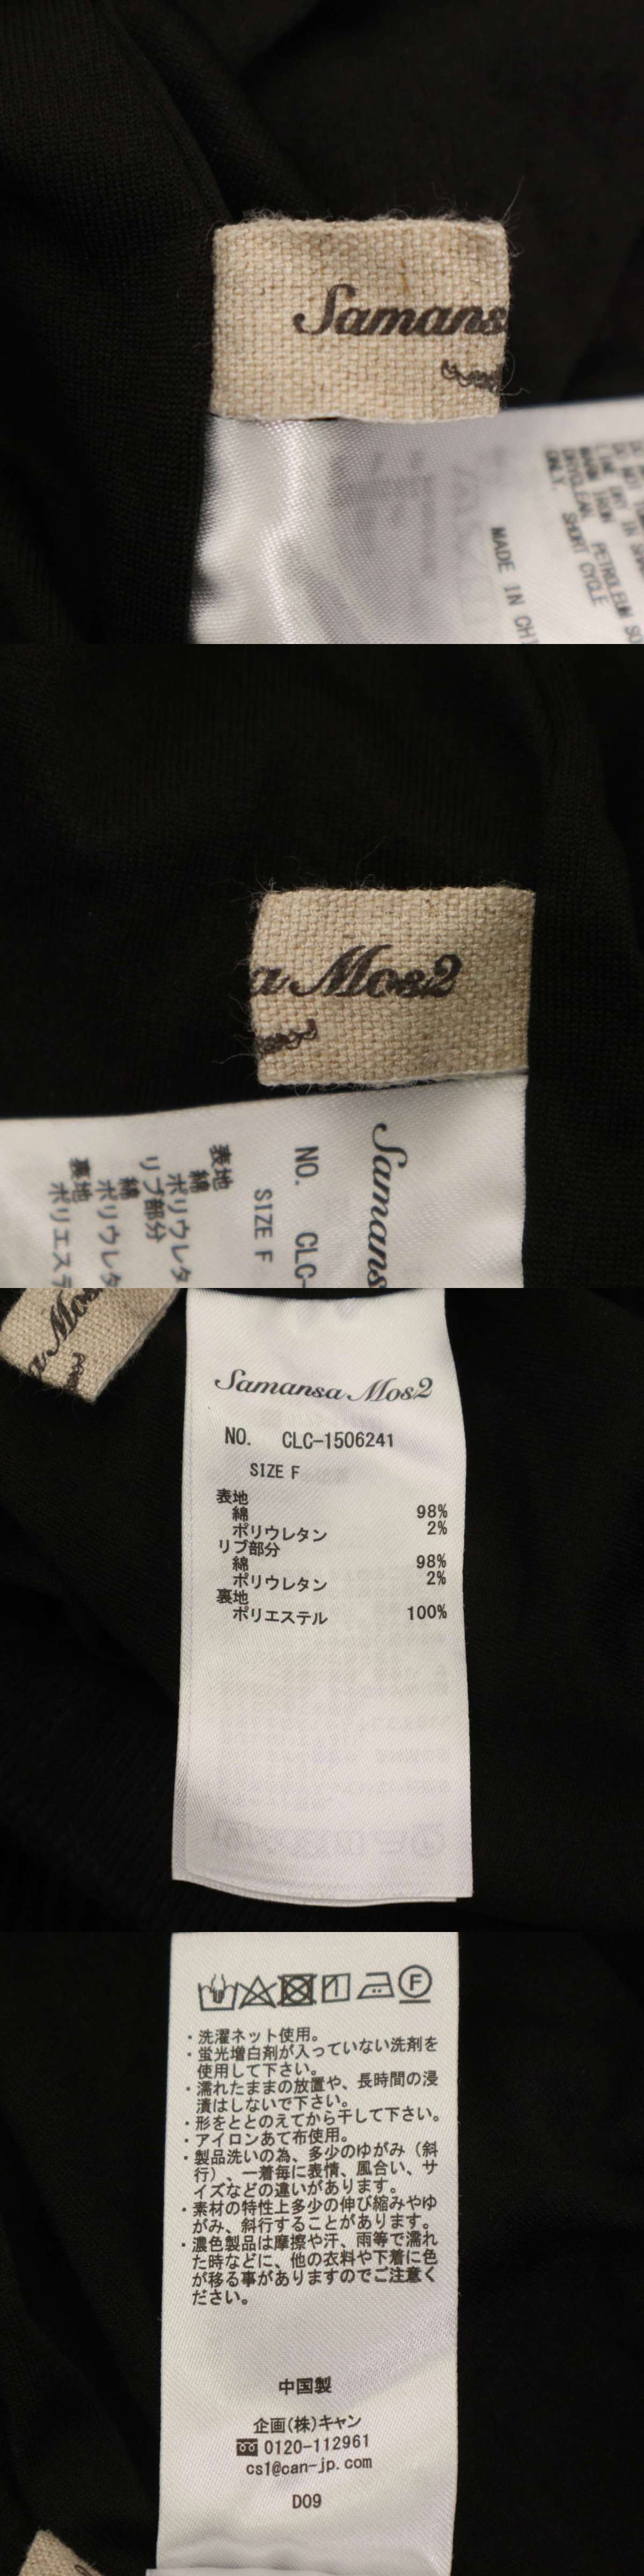 Samans
MADE IN CHI
ONLY.
DRYCLEAN, PETROLEUM SO
SHORT CYCLE
WARM IRON
a Mos2
Samans
NO. CLC-
SIZE F
表地
綿
ポリウレタ
リブ部分
綿
ポリウレタ
裏地
ポリエステ
a Mos
Samansa Mos2
NO. CLC-1506241
SIZE F
表地
綿 98%
ポリウレタン 2%
リブ部分
綿 98%
ポリウレタン 2%
裏地
ポリエステル 100%
F
・洗濯ネット使用。
・蛍光増白剤が入っていない洗剤を
使用して下さい。
・濡れたままの放置や、長時間の浸
漬はしないで下さい。
・形をととのえてから干して下さい。
・アイロンあて布使用。
・製品洗いの為、多少のゆがみ（斜
行）、一着毎に表情、風合い、サ
イズなどの違いがあります。
・素材の特性上多少の伸び縮みやゆ
がみ、斜行することがあります。
・濃色製品は摩擦や汗、雨等で濡れ
た時などに、他の衣料や下着に色
が移る事がありますのでご注意く
ださい。
中国製
企画(株)キャン
0120-112961
cs1@can-jp.com
D09